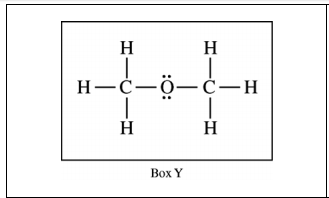 H H
H — C — O — C — H
H H
Box Y